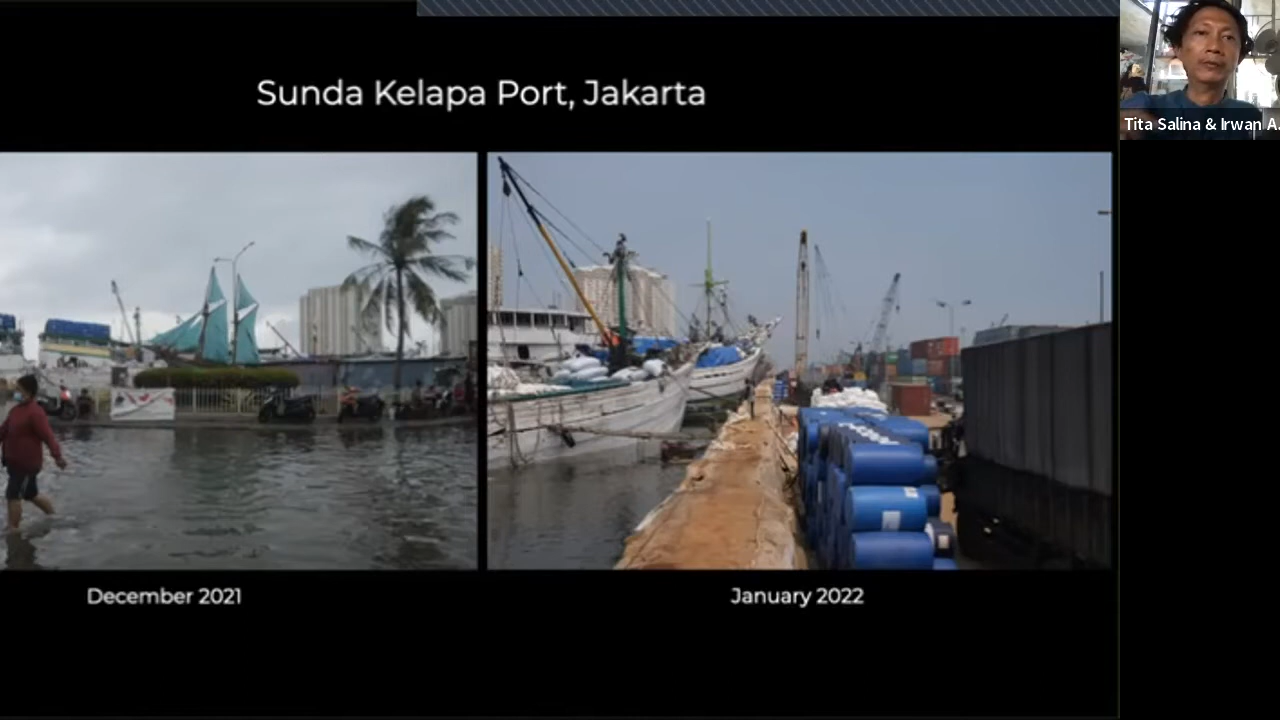 Sunda Kelapa Port, Jakarta
Tita Salina & Irwan A.
December 2021
January 2022